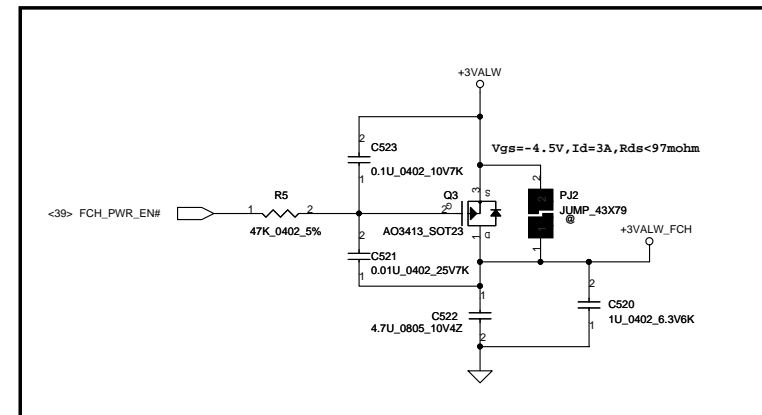 +3VALW
2
C523
0.1U_0402_10V7K
1
Vgs=-4.5V,Id=3A,Rds<97mohm
<39> FCH_PWR_EN#
1
R5
2
47K_0402_5%
Q3
3
S
2
G
1
D
AO3413_SOT23
2
2
PJ2
JUMP_43X79
@
1
1
+3VALW_FCH
2
C521
0.01U_0402_25V7K
1
1
C522
4.7U_0805_10V4Z
2
2
C520
1U_0402_6.3V6K
1